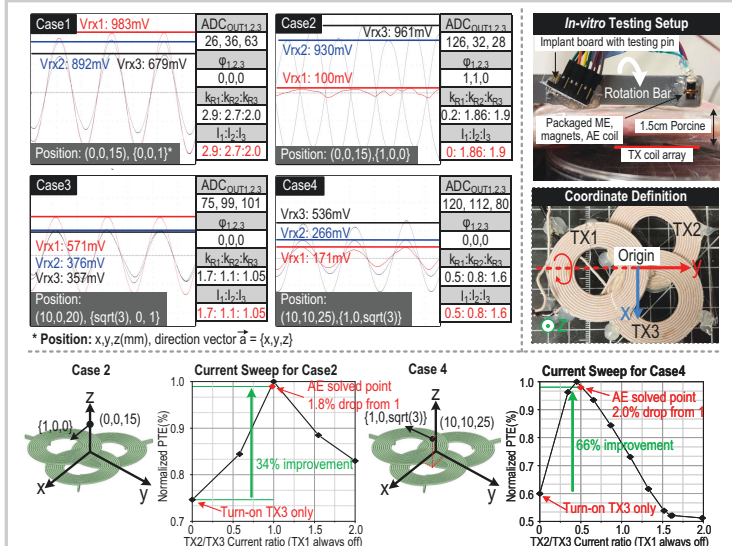 Case1
Vrx1: 983mV
Vrx2: 892mV
Vrx3: 679mV
Position: (0,0,15), {0,0,1}*
ADCOUT1,2,3
26, 36, 63
φ1,2,3
0,0,0
kR1:kR2:kR3
2.9: 2.7:2.0
I1:I2:I3
2.9: 2.7:2.0
Case2
Vrx3: 961mV
Vrx2: 930mV
Vrx1: 100mV
Position: (0,0,15),{1,0,0}
ADCOUT1,2,3
126, 32, 28
φ1,2,3
1,1,0
kR1:kR2:kR3
0.2: 1.86: 1.9
I1:I2:I3
0: 1.86: 1.9
Case3
Vrx1: 571mV
Vrx2: 376mV
Vrx3: 357mV
Position:
(10,0,20), {sqrt(3), 0, 1}
ADCOUT1,2,3
75, 99, 101
φ1,2,3
0,0,0
kR1:kR2:kR3
1.7: 1.1: 1.05
I1:I2:I3
1.7: 1.1: 1.05
Case4
Vrx3: 536mV
Vrx2: 266mV
Vrx1: 171mV
Position:
(10,10,25),{1,0,sqrt(3)}
ADCOUT1,2,3
120, 112, 80
φ1,2,3
0,0,0
kR1:kR2:kR3
0.5: 0.8: 1.6
I1:I2:I3
0.5: 0.8: 1.6
* Position: x,y,z(mm), direction vector a = {x,y,z}
In-vitro Testing Setup
Implant board with testing pin
Rotation Bar
Packaged ME,
magnets, AE coil
1.5cm Porcine
TX coil array
Coordinate Definition
TX1
TX2
Origin
y
x
z
TX3
Case 2
z
{1,0,0}
(0,0,15)
x
y
Current Sweep for Case2
Normalized PTE(%)
1.0
0.9
0.8
0.7
AE solved point
1.8% drop from 1
34% improvement
Turn-on TX3 only
0
0.5
1.0
1.5
2.0
TX2/TX3 Current ratio (TX1 always off)
Case 4
z
{1,0,sqrt(3)}
(10,10,25)
x
y
Current Sweep for Case4
Normalized PTE(%)
1.0
0.9
0.8
0.7
0.6
0.5
AE solved point
2.0% drop from 1
66% improvement
Turn-on TX3 only
0.0
0.5
1.0
1.5
2.0
TX2/TX3 Current ratio (TX1 always off)